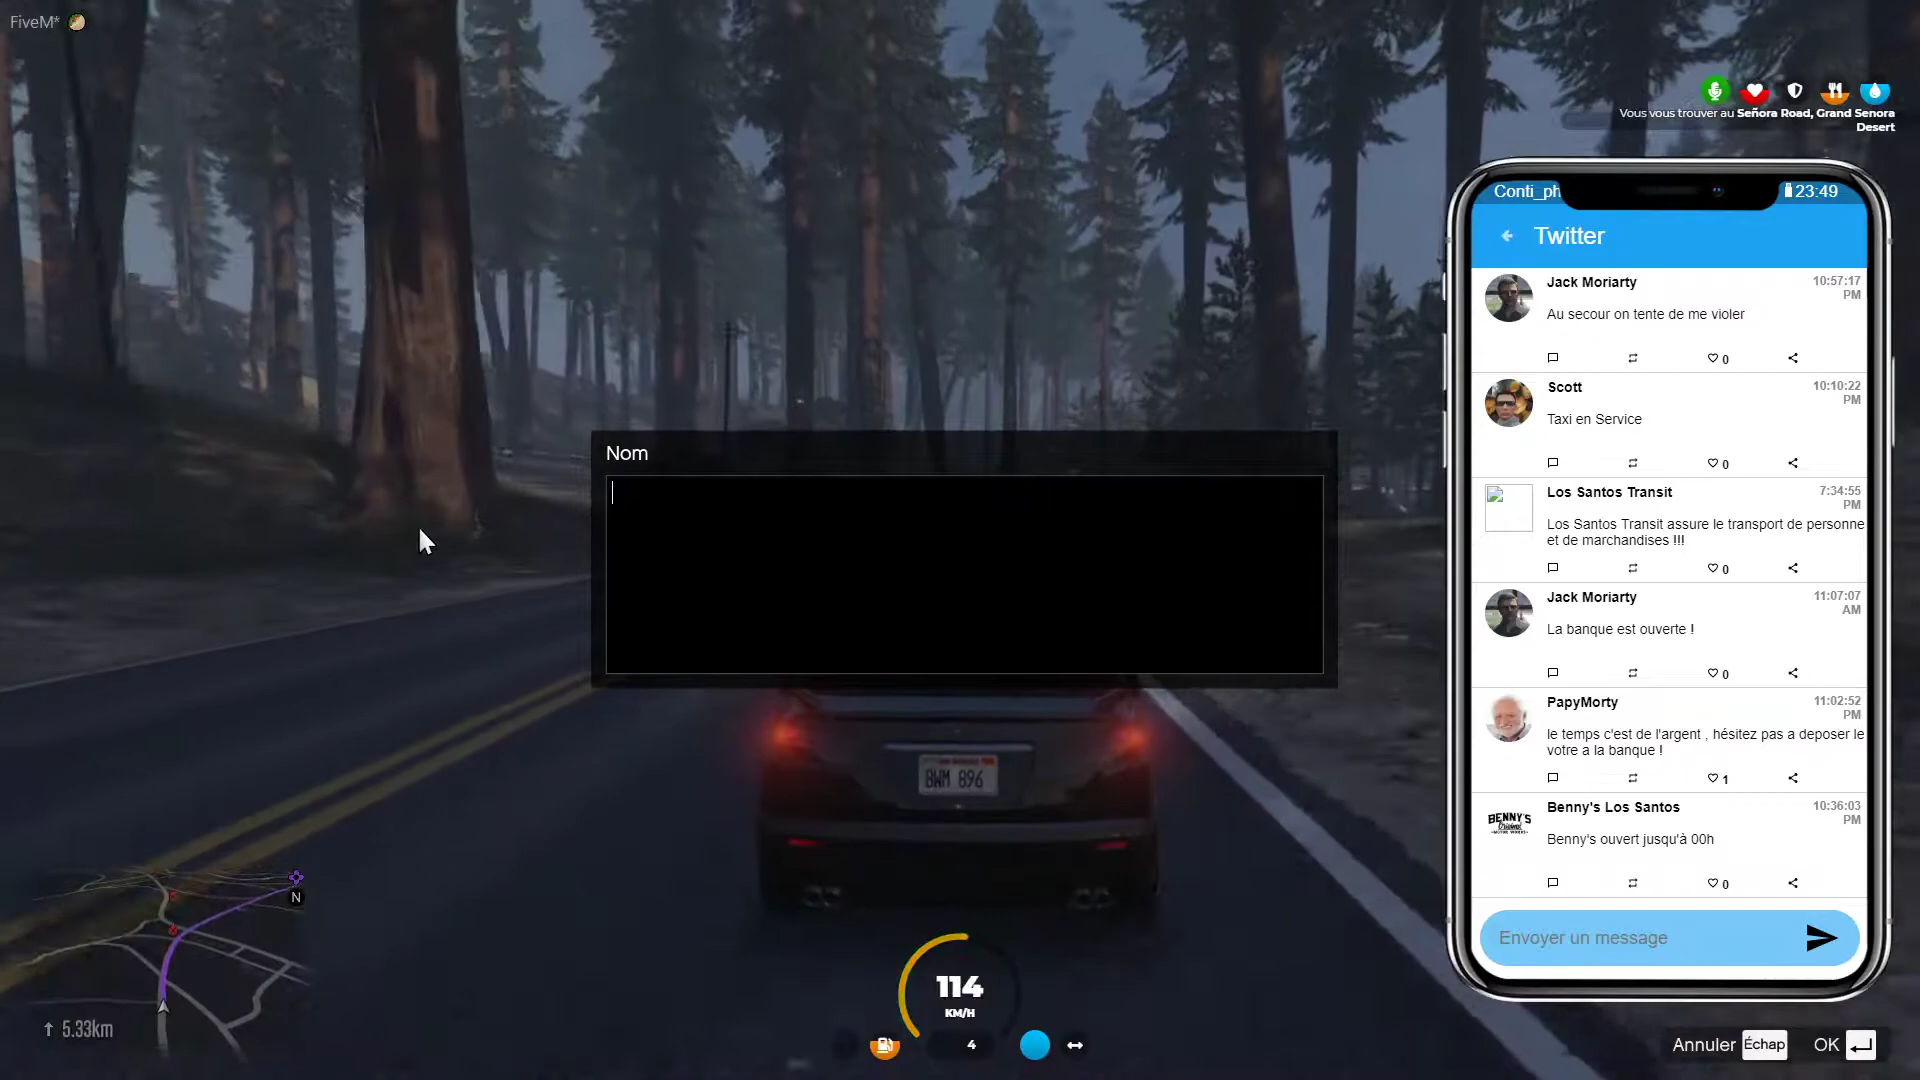 FiveM*
Vous vous trouver au Señora Road, Grand Senora
Desert
Conti_ph
23:49
Twitter
Jack Moriarty
10:57:17
PM
Au secour on tente de me violer
0
Scott
10:10:22
PM
Taxi en Service
0
Los Santos Transit
7:34:55
PM
Los Santos Transit assure le transport de personne
et de marchandises !!!
0
Jack Moriarty
11:07:07
AM
La banque est ouverte !
0
PapyMorty
11:02:52
PM
le temps c'est de l'argent , hésitez pas a deposer le
votre a la banque !
1
BENNY'S
Original
MOTOR WORKS
Benny's Los Santos
10:36:03
PM
Benny's ouvert jusqu'à 00h
0
Envoyer un message
Nom
BWM 896
N
5.33km
114
KM/H
4
Annuler Échap OK